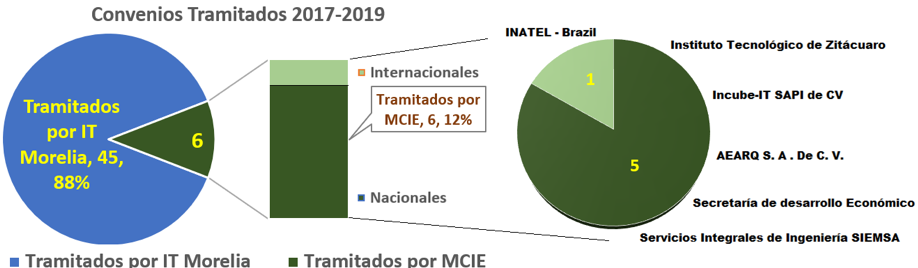 Convenios Tramitados 2017-2019
Tramitados
por IT
Morelia, 45,
88%
6
Internacionales
Tramitados por
MCIE, 6, 12%
Nacionales
INATEL - Brazil
1
5
Instituto Tecnológico de Zitácuaro
Incube-IT SAPI de CV
AEARQ S. A . De C. V.
Secretaría de desarrollo Económico
Servicios Integrales de Ingeniería SIEMSA
Tramitados por IT Morelia
Tramitados por MCIE